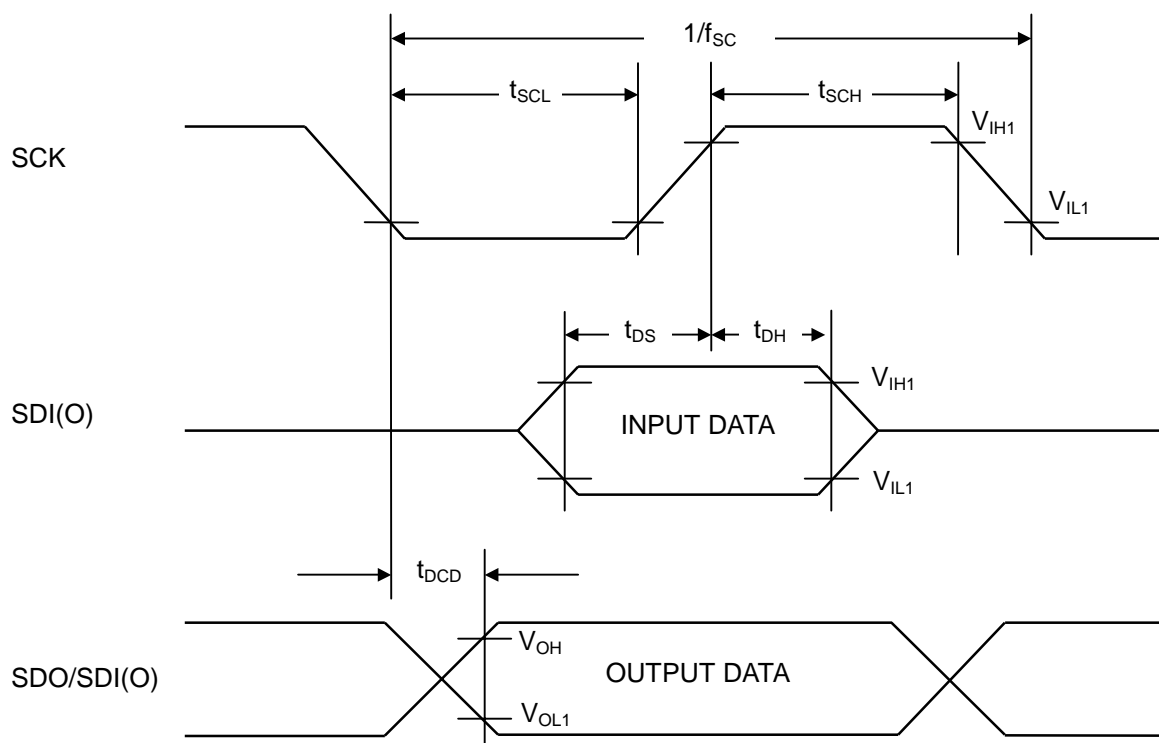 1/fSC
tSCL
tSCH
SCK
VIH1
VIL1
tDS
tDH
SDI(O)
VIH1
INPUT DATA
VIL1
tDCD
SDO/SDI(O)
VOH
OUTPUT DATA
VOL1